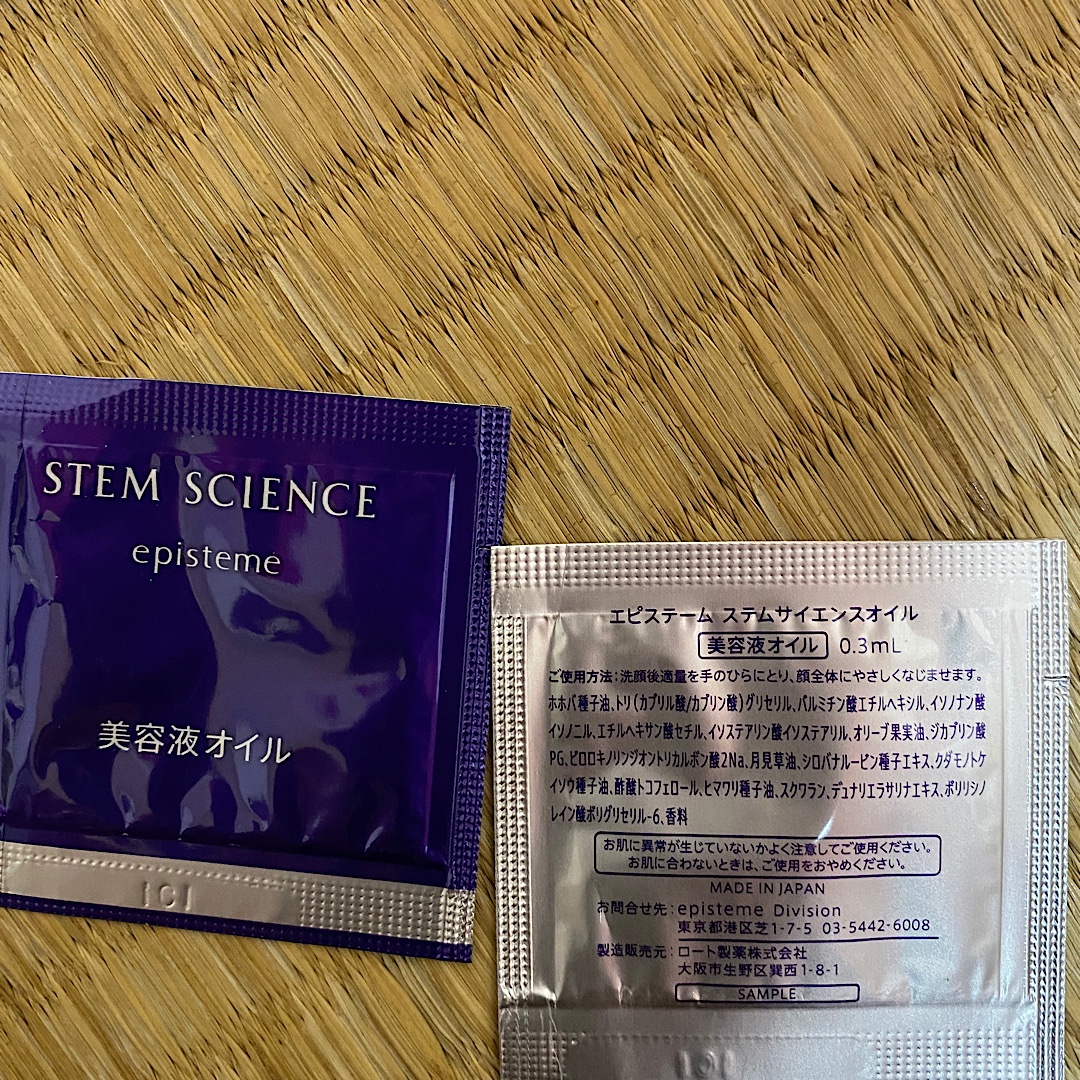 STEM SCIENCE
episteme
美容液オイル
101
エピステーム ステムサイエンスオイル
美容液オイル 0.3mL
ご使用方法：洗顔後適量を手のひらにとり、顔全体にやさしくなじませます。
ホホバ種子油、トリ(カプリル酸/カプリン酸)グリセリル、パルミチン酸エチルヘキシル、イソノナン酸
イソノニル、エチルヘキサン酸セチル、イソステアリン酸イソステアリル、オリーブ果実油、ジカプリン酸
PG、ピロロキノリンジオントリカルボン酸2Na、月見草油、シロバナルーピン種子エキス、クダモノトケ
イソウ種子油、酢酸トコフェロール、ヒマワリ種子油、スクワラン、デュナリエラサリナエキス、ポリリシノ
レイン酸ポリグリセリル-6、香料
お肌に異常が生じていないかよく注意してご使用ください。
お肌に合わないときは、ご使用をおやめください。
MADE IN JAPAN
お問合せ先：episteme Division
東京都港区芝1-7-5 03-5442-6008
製造販売元：ロート製薬株式会社
大阪市生野区巽西1-8-1
SAMPLE
101